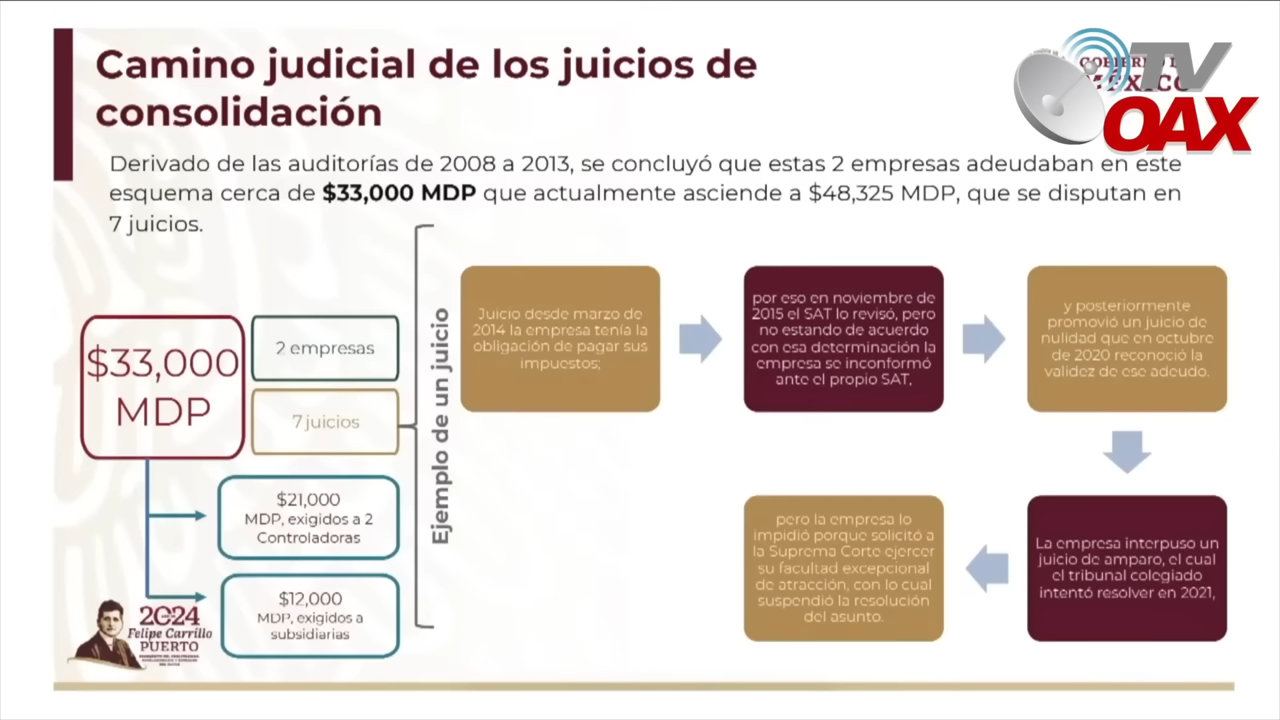 Camino judicial de los juicios de
consolidación
TV
OAX
Derivado de las auditorías de 2008 a 2013, se concluyó que estas 2 empresas adeudaban en este
esquema cerca de $33,000 MDP que actualmente asciende a $48,325 MDP, que se disputan en
7 juicios.
$33,000
MDP
2 empresas
7 juicios
$21,000
MDP, exigidos a 2
Controladoras
$12,000
MDP, exigidos a
subsidiarias
Ejemplo de un juicio
Juicio desde marzo de
2014 la empresa tenía la
obligación de pagar sus
impuestos;
por eso en noviembre de
2015 el SAT lo revisó, pero
no estando de acuerdo
con esa determinación la
empresa se inconformó
ante el propio SAT,
y posteriormente
promovió un juicio de
nulidad que en octubre
de 2020 reconoció la
validez de ese adeudo.
La empresa interpuso un
juicio de amparo, el cual
el tribunal colegiado
intentó resolver en 2021,
pero la empresa lo
impidió porque solicitó a
la Suprema Corte ejercer
su facultad excepcional
de atracción, con lo cual
suspendió la resolución
del asunto.
2024
Felipe Carrillo
PUERTO